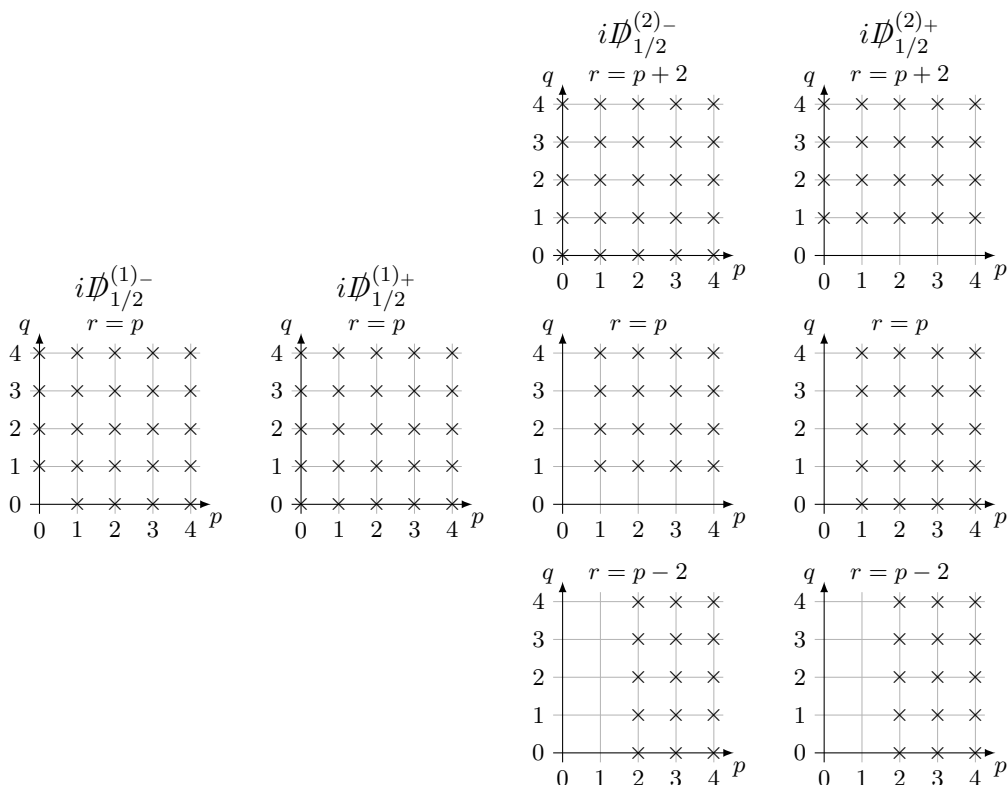 $i\not{D}_{1/2}^{(2)-}$
$q$ $r = p + 2$
4
3
2
1
0
0 1 2 3 4 $p$
$i\not{D}_{1/2}^{(2)+}$
$q$ $r = p + 2$
4
3
2
1
0
0 1 2 3 4 $p$
$i\not{D}_{1/2}^{(1)-}$
$q$ $r = p$
4
3
2
1
0
0 1 2 3 4 $p$
$i\not{D}_{1/2}^{(1)+}$
$q$ $r = p$
4
3
2
1
0
0 1 2 3 4 $p$
$q$ $r = p$
4
3
2
1
0
0 1 2 3 4 $p$
$q$ $r = p$
4
3
2
1
0
0 1 2 3 4 $p$
$q$ $r = p - 2$
4
3
2
1
0
0 1 2 3 4 $p$
$q$ $r = p - 2$
4
3
2
1
0
0 1 2 3 4 $p$